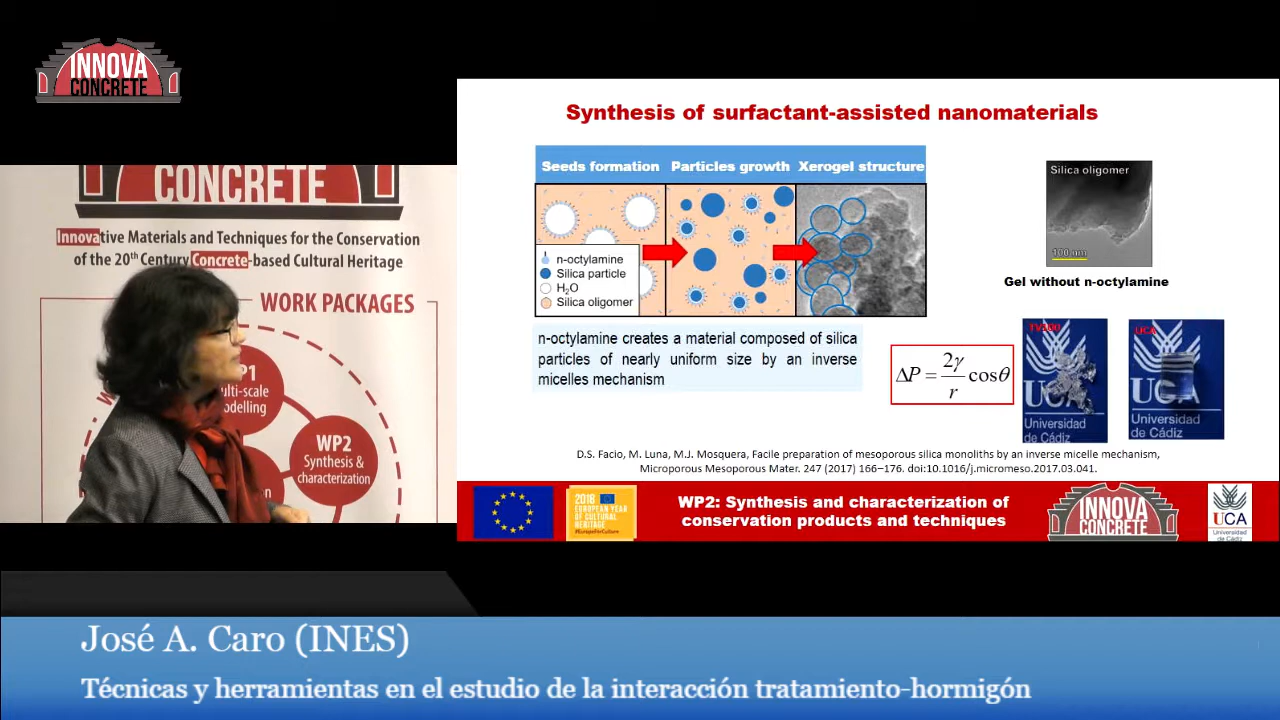 INNOVA
CONCRETE
CONCRETE
Innovative Materials and Techniques for the Conservation
of the 20th Century Concrete-based Cultural Heritage
WORK PACKAGES
WP1
Multi-scale
modelling
WP2
Synthesis &
characterization
Synthesis of surfactant-assisted nanomaterials
Seeds formation
Particles growth
Xerogel structure
n-octylamine
Silica particle
H2O
Silica oligomer
n-octylamine creates a material composed of silica
particles of nearly uniform size by an inverse
micelles mechanism
Silica oligomer
100 nm
Gel without n-octylamine
ΔP = 2γ/r cosθ
UCA
Universidad
de Cádiz
UCA
UCA
Universidad
de Cádiz
D.S. Facio, M. Luna, M.J. Mosquera, Facile preparation of mesoporous silica monoliths by an inverse micelle mechanism,
Microporous Mesoporous Mater. 247 (2017) 166–176. doi:10.1016/j.micromeso.2017.03.041.
2018
EUROPEAN YEAR
OF CULTURAL
HERITAGE
#EuropeForCulture
WP2: Synthesis and characterization of
conservation products and techniques
INNOVA
CONCRETE
UCA
Universidad
de Cádiz
José A. Caro (INES)
Técnicas y herramientas en el estudio de la interacción tratamiento-hormigón